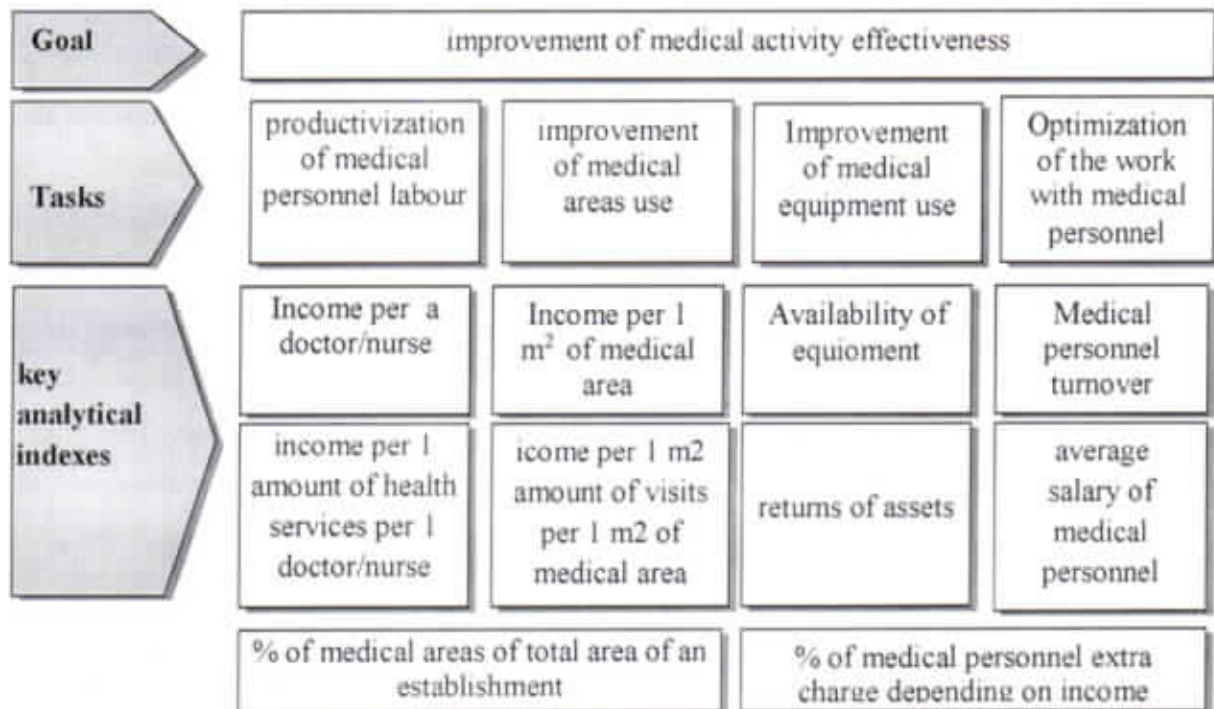 Goal
improvement of medical activity effectiveness
Tasks
productivization
of medical
personnel labour
improvement
of medical
areas use
Improvement
of medical
equipment use
Optimization
of the work
with medical
personnel
key
analytical
indexes
Income per a
doctor/nurse
Income per 1
m² of medical
area
Availability of
equioment
Medical
personnel
turnover
income per 1
amount of health
services per 1
doctor/nurse
icome per 1 m2
amount of visits
per 1 m2 of
medical area
returns of assets
average
salary of
medical
personnel
% of medical areas of total area of an
establishment
% of medical personnel extra
charge depending on income